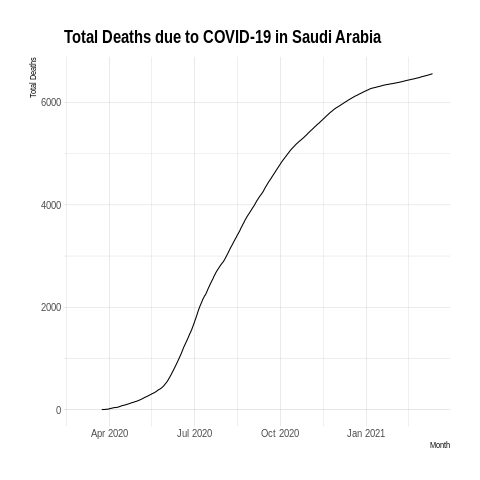 Total Deaths due to COVID-19 in Saudi Arabia
Total Deaths
6000
4000
2000
0
Apr 2020
Jul 2020
Oct 2020
Jan 2021
Month